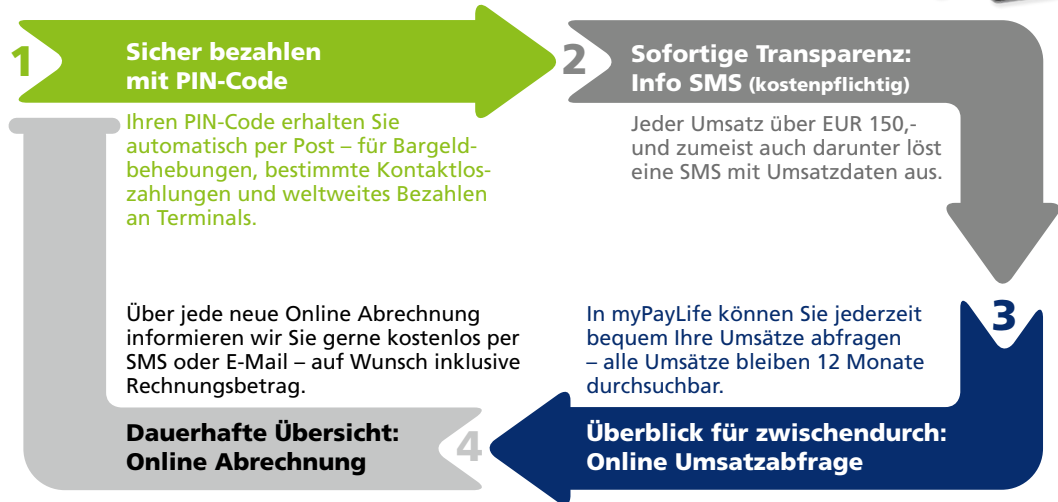 1
Sicher bezahlen
mit PIN-Code
Ihren PIN-Code erhalten Sie
automatisch per Post – für Bargeld-
behebungen, bestimmte Kontaktlos-
zahlungen und weltweites Bezahlen
an Terminals.
2
Sofortige Transparenz:
Info SMS (kostenpflichtig)
Jeder Umsatz über EUR 150,-
und zumeist auch darunter löst
eine SMS mit Umsatzdaten aus.
3
In myPayLife können Sie jederzeit
bequem Ihre Umsätze abfragen
– alle Umsätze bleiben 12 Monate
durchsuchbar.
Überblick für zwischendurch:
Online Umsatzabfrage
4
Über jede neue Online Abrechnung
informieren wir Sie gerne kostenlos per
SMS oder E-Mail – auf Wunsch inklusive
Rechnungsbetrag.
Dauerhafte Übersicht:
Online Abrechnung